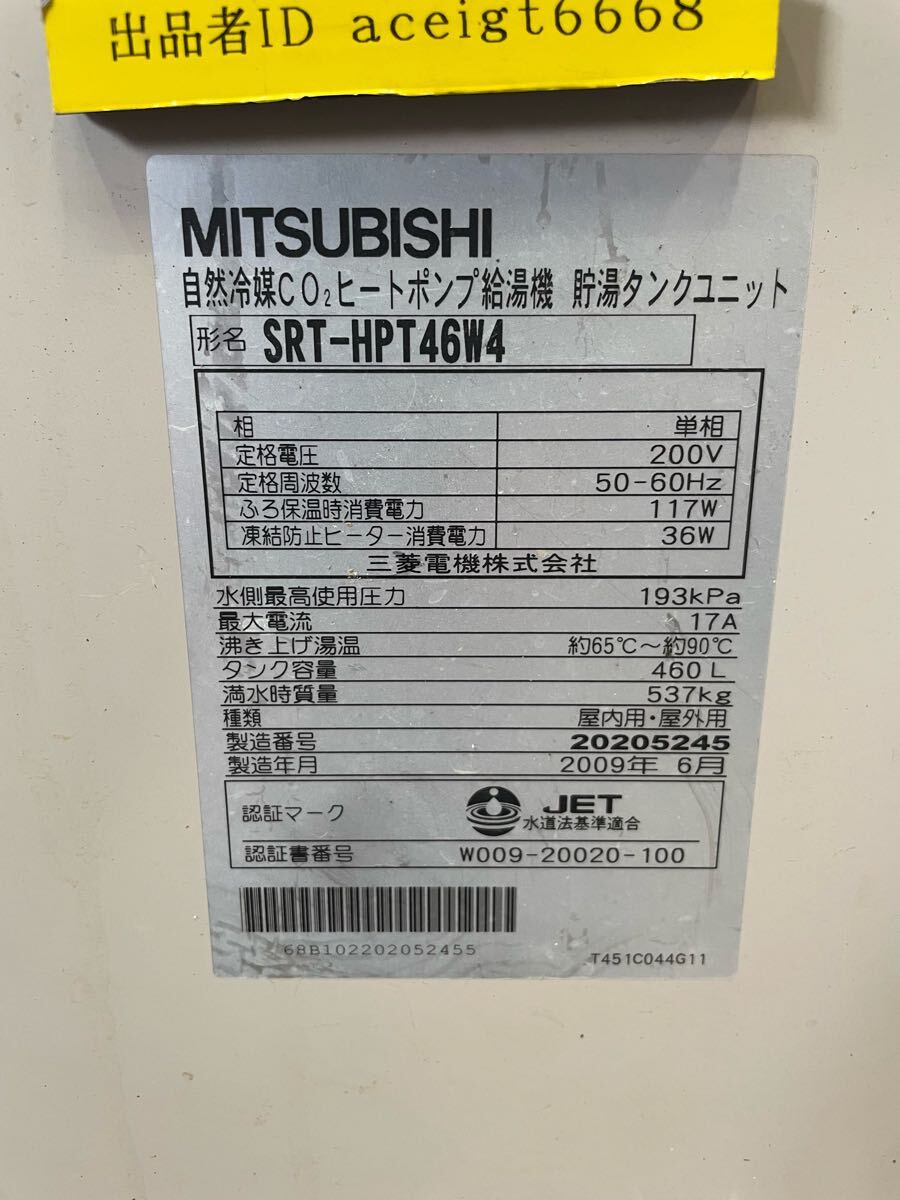 出品者ID aceigt6668
MITSUBISHI
自然冷媒CO₂ヒートポンプ給湯機 貯湯タンクユニット
形名 SRT-HPT46W4
相 単相
定格電圧 200V
定格周波数 50-60Hz
ふろ保温時消費電力 117W
凍結防止ヒーター消費電力 36W
三菱電機株式会社
水側最高使用圧力 193kPa
最大電流 17A
沸き上げ湯温 約65℃～約90℃
タンク容量 460L
満水時質量 537kg
種類 屋内用・屋外用
製造番号 20205245
製造年月 2009年 6月
認証マーク JET
水道法基準適合
認証書番号 W009-20020-100
68B102202052455
T451C044G11